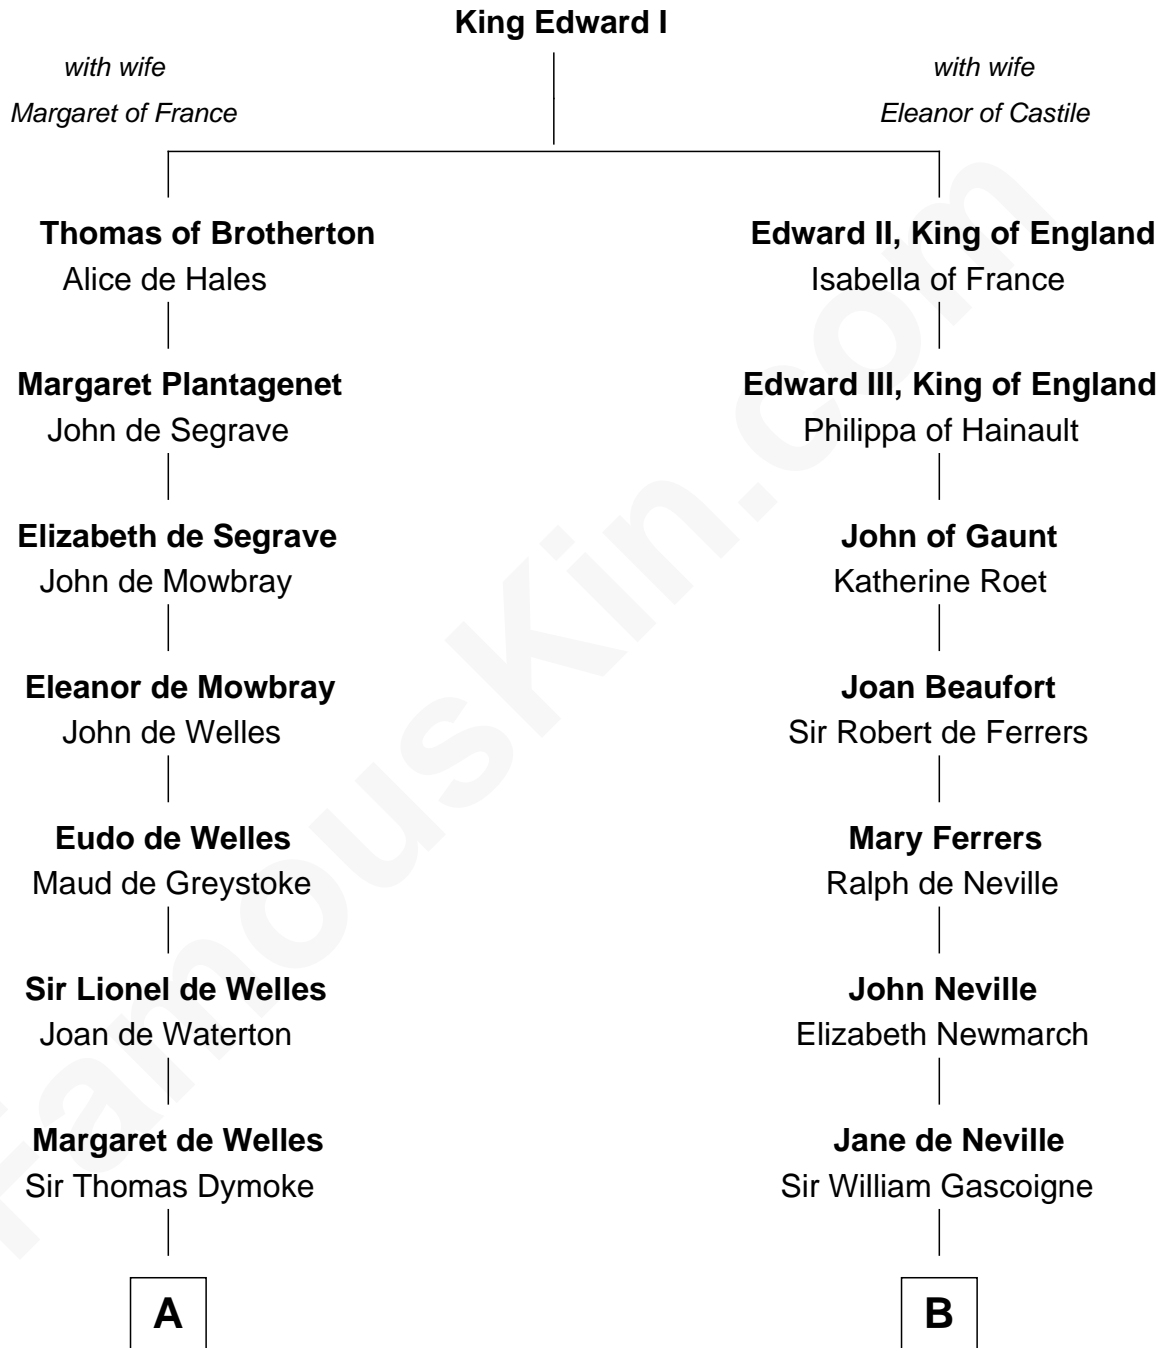 King Edward I
with wife
Margaret of France
with wife
Eleanor of Castile
Thomas of Brotherton
Alice de Hales
Edward II, King of England
Isabella of France
Margaret Plantagenet
John de Segrave
Edward III, King of England
Philippa of Hainault
Elizabeth de Segrave
John de Mowbray
John of Gaunt
Katherine Roet
Eleanor de Mowbray
John de Welles
Joan Beaufort
Sir Robert de Ferrers
Eudo de Welles
Maud de Greystoke
Mary Ferrers
Ralph de Neville
Sir Lionel de Welles
Joan de Waterton
John Neville
Elizabeth Newmarch
Margaret de Welles
Sir Thomas Dymoke
Jane de Neville
Sir William Gascoigne
A
B
FamousKin.com